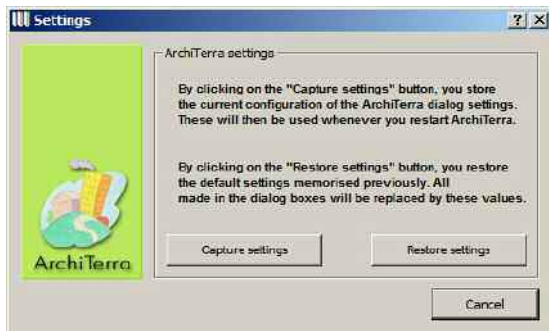 Settings
ArchiTerra settings
By clicking on the "Capture settings" button, you store
the current configuration of the ArchiTerra dialog settings.
These will then be used whenever you restart ArchiTerra.
By clicking on the "Restore settings" button, you restore
the default settings memorised previously. All
made in the dialog boxes will be replaced by these values.
Capture settings
Restore settings
ArchiTerra
Cancel